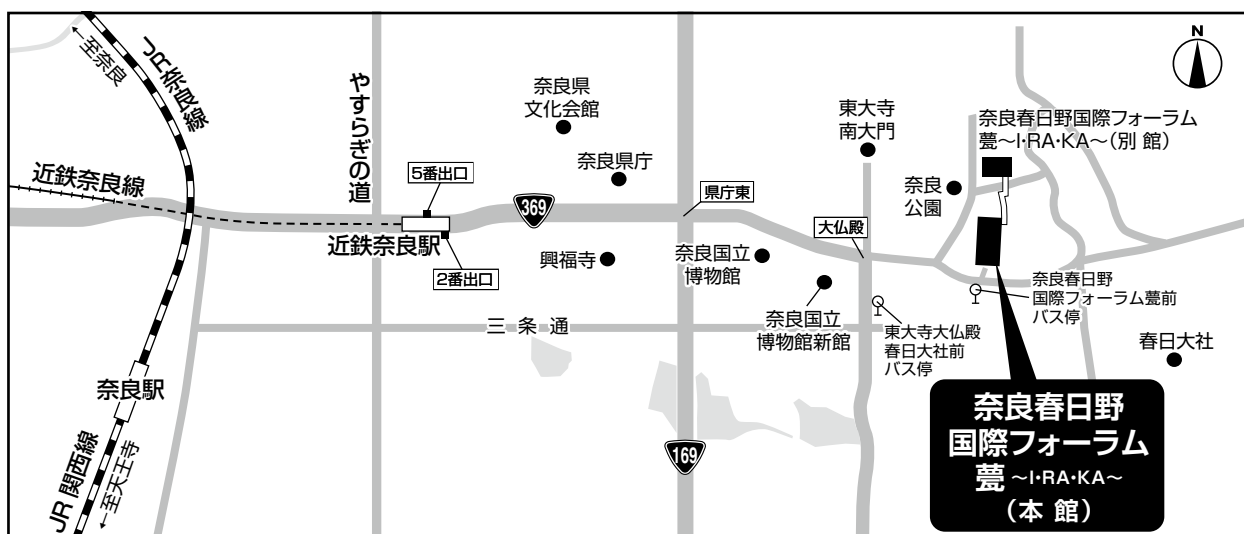 ←至奈良
JR奈良線
近鉄奈良線
やすらぎの道
5番出口
近鉄奈良駅
2番出口
奈良県
文化会館
奈良県庁
369
県庁東
興福寺
奈良国立
博物館
奈良国立
博物館新館
東大寺
南大門
大仏殿
奈良
公園
奈良春日野国際フォーラム
甍～I・RA・KA～(別 館)
N
奈良春日野
国際フォーラム甍前
バス停
東大寺大仏殿
春日大社前
バス停
春日大社
三 条 通
奈良駅
JR 関西線
←至天王寺
169
奈良春日野
国際フォーラム
甍 ～I・RA・KA～
(本 館)